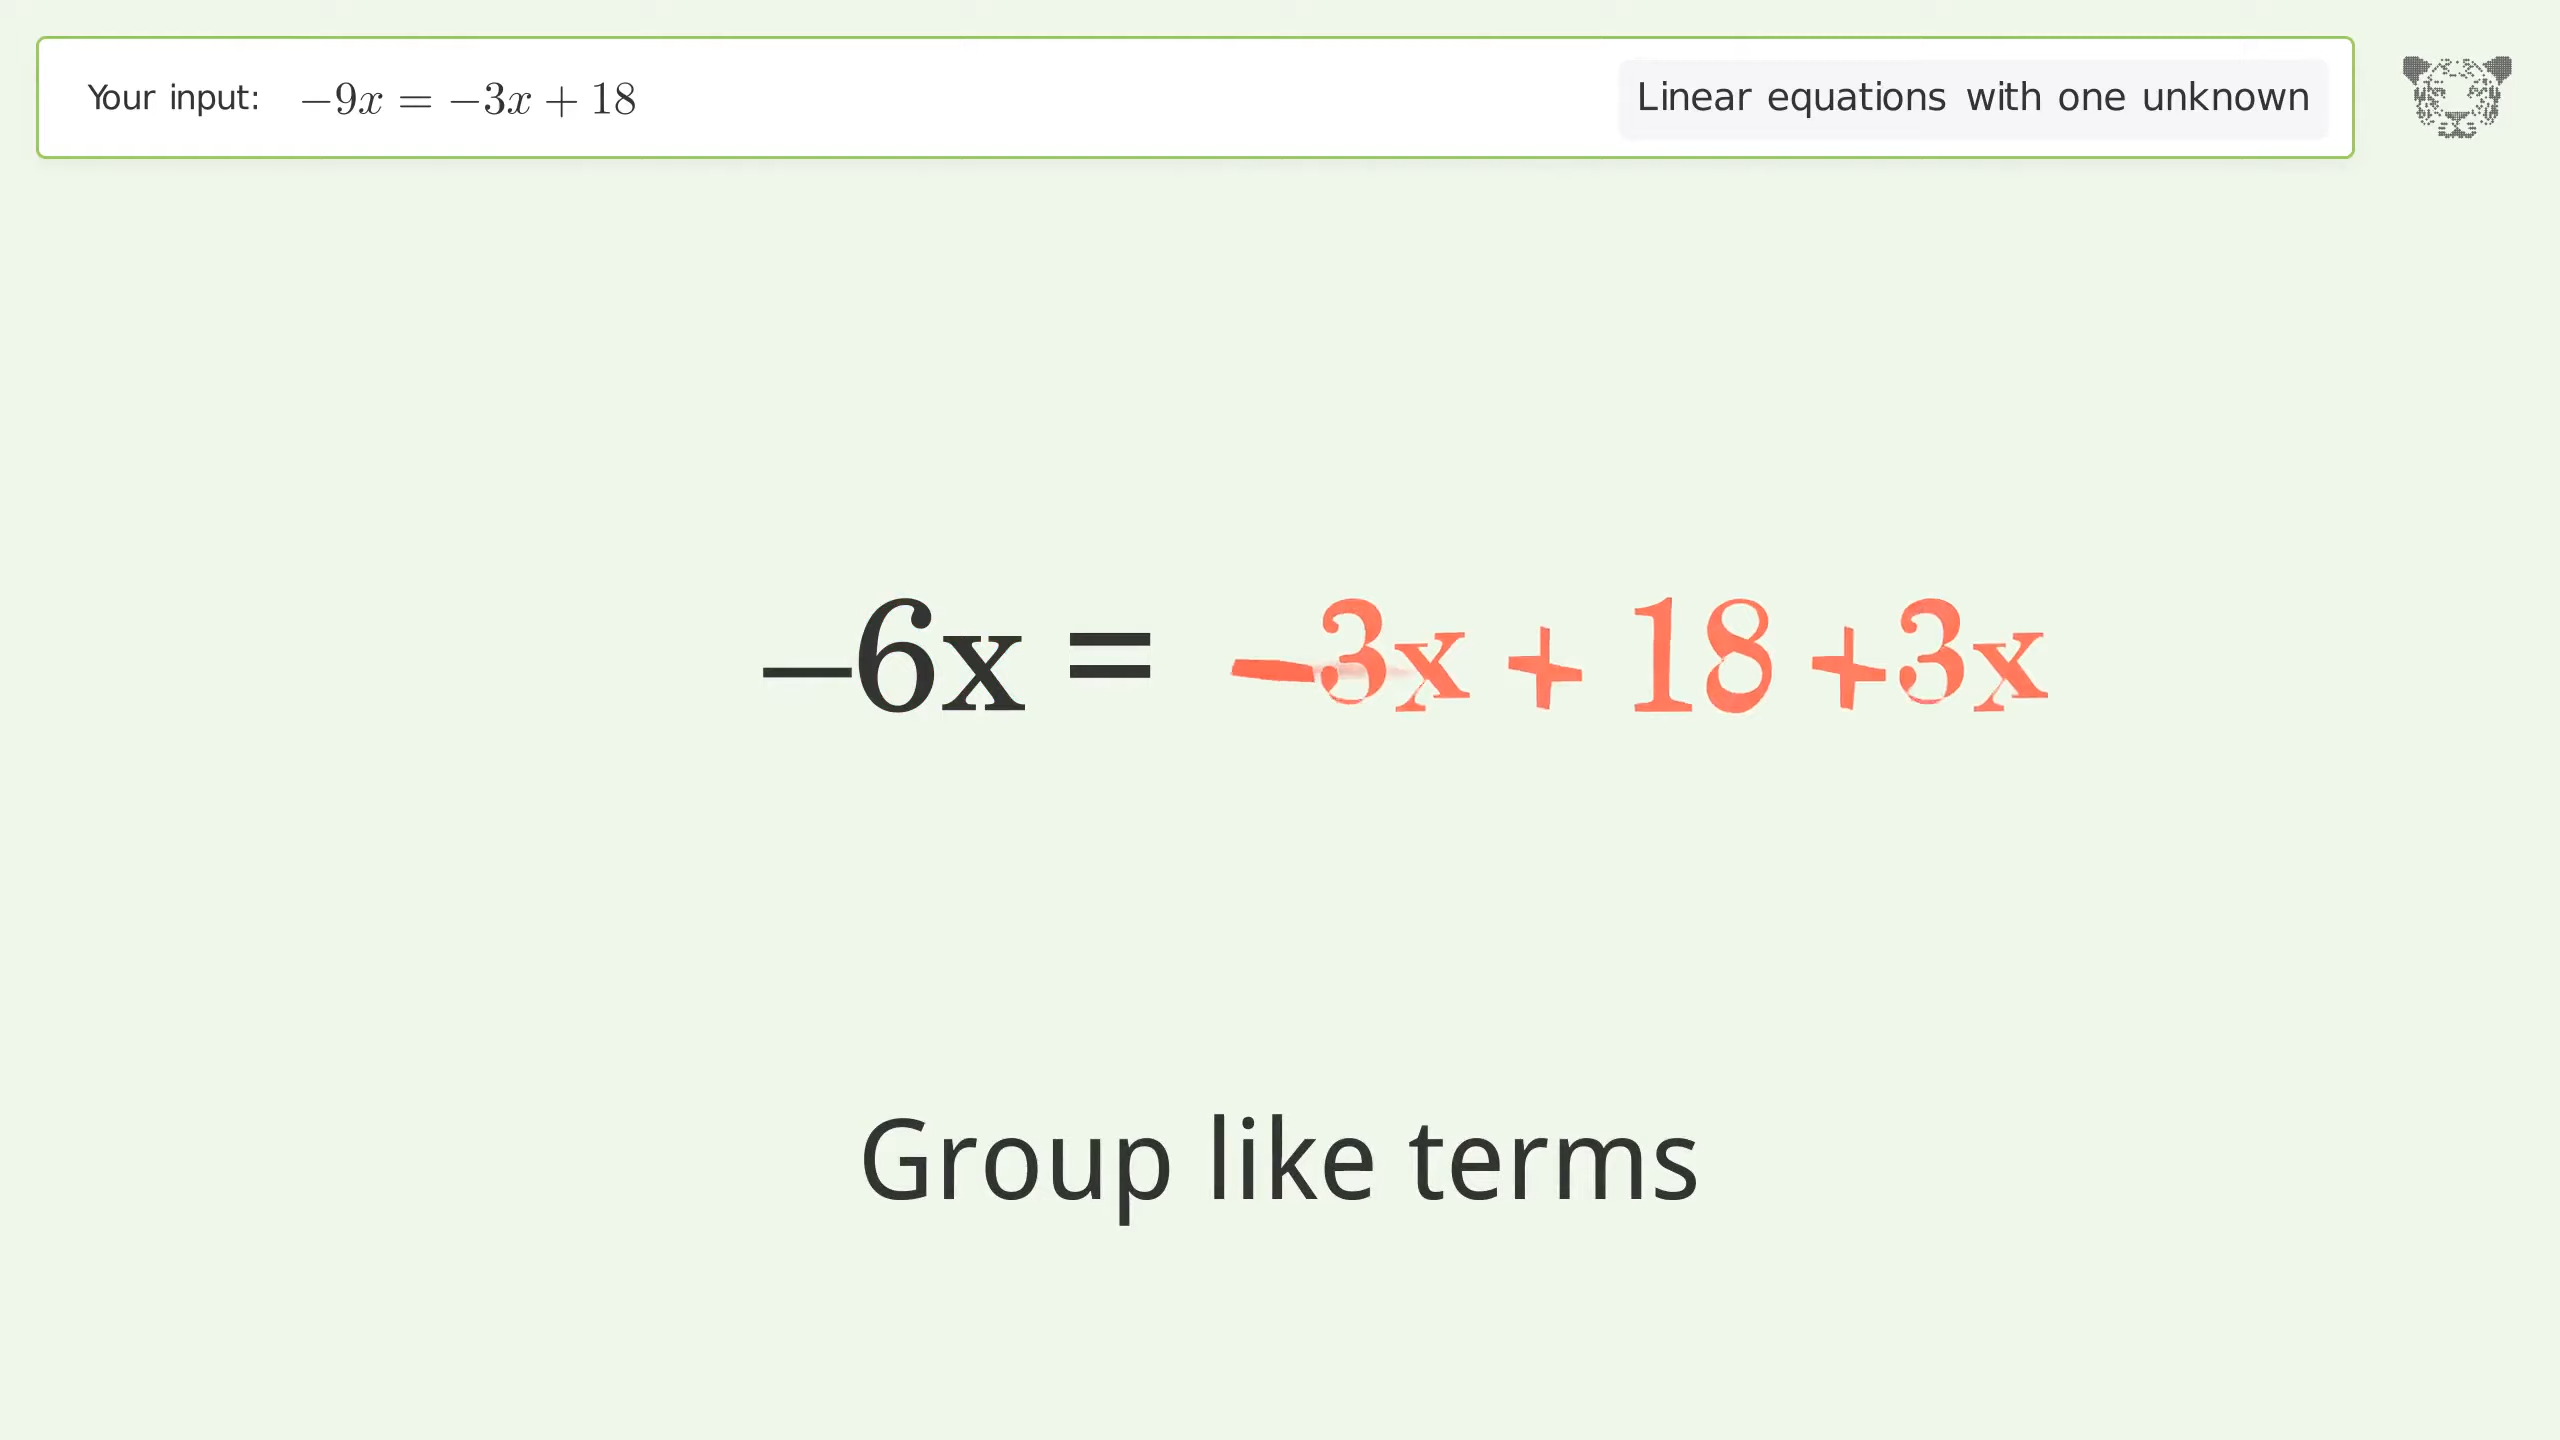 Your input: −9x = −3x + 18
Linear equations with one unknown
−6x = −3x + 18 +3x
Group like terms